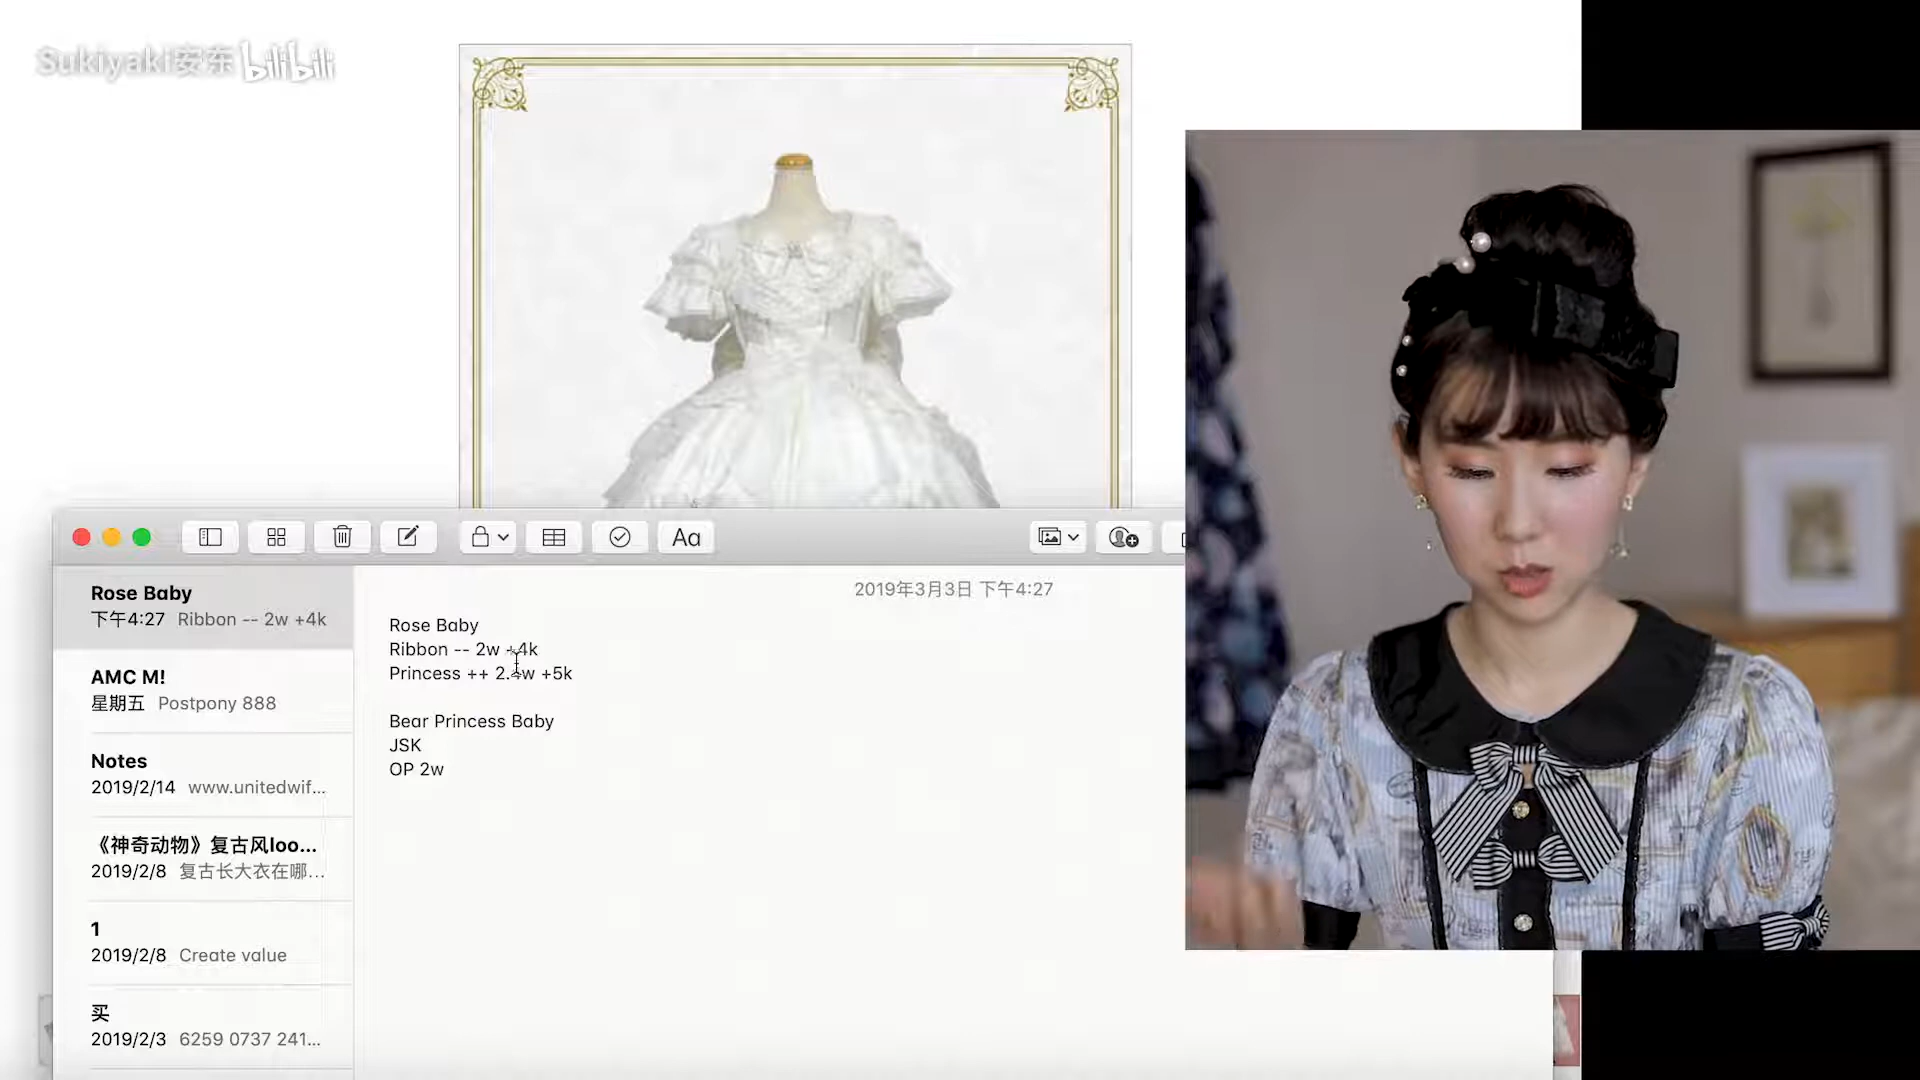 Sukiyaki安东 bilibili
Aa
Rose Baby
下午4:27 Ribbon -- 2w +4k
AMC M!
星期五 Postpony 888
Notes
2019/2/14 www.unitedwif...
《神奇动物》复古风loo...
2019/2/8 复古长大衣在哪...
1
2019/2/8 Create value
买
2019/2/3 6259 0737 241...
2019年3月3日 下午4:27
Rose Baby
Ribbon -- 2w +4k
Princess ++ +5k
Bear Princess Baby
JSK
OP 2w